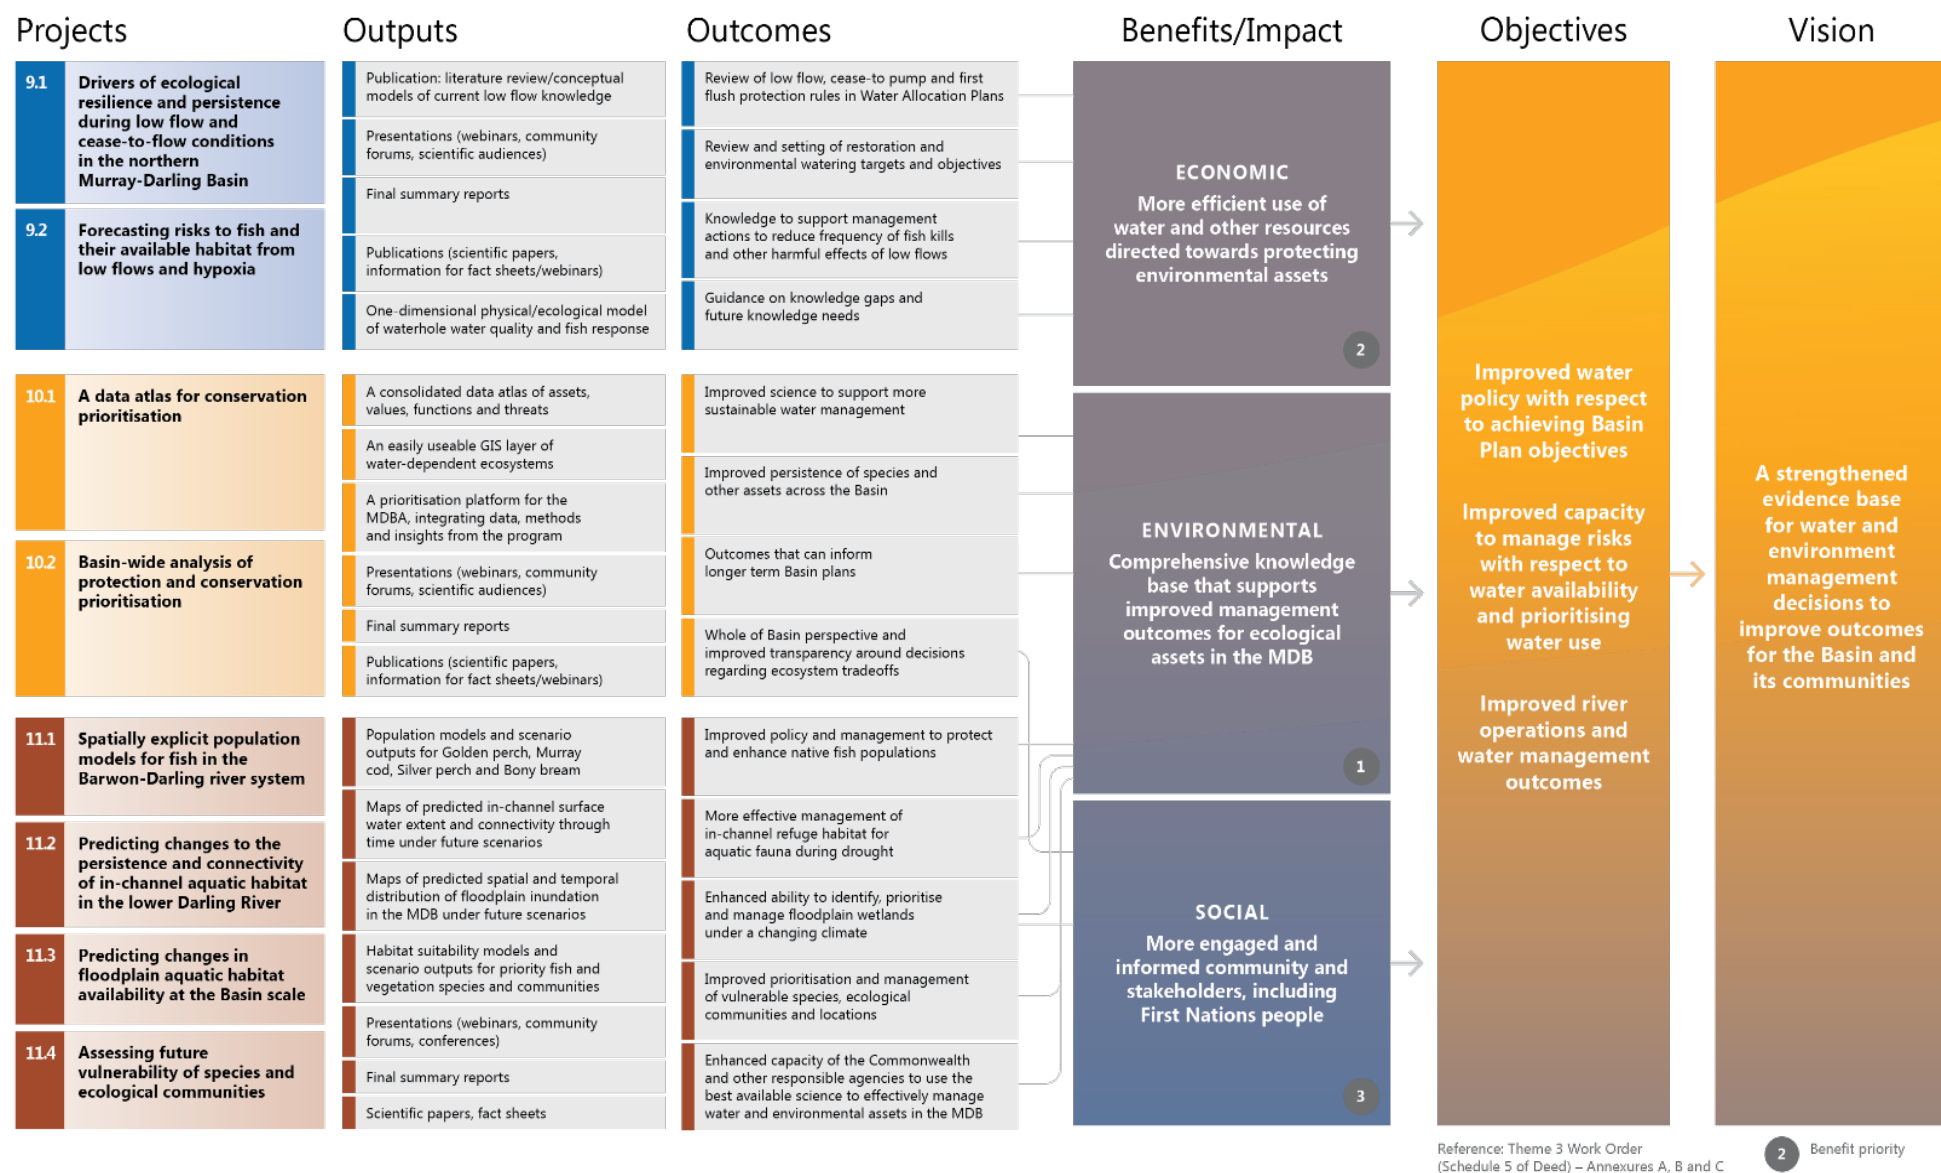 Projects
Outputs
Outcomes
Benefits/Impact
Objectives
Vision
9.1
Drivers of ecological
resilience and persistence
during low flow and
cease-to-flow conditions
in the northern
Murray-Darling Basin
9.2
Forecasting risks to fish and
their available habitat from
low flows and hypoxia
Publication: literature review/conceptual
models of current low flow knowledge
Presentations (webinars, community
forums, scientific audiences)
Final summary reports
Publications (scientific papers,
information for fact sheets/webinars)
One-dimensional physical/ecological model
of waterhole water quality and fish response
Review of low flow, cease-to pump and first
flush protection rules in Water Allocation Plans
Review and setting of restoration and
environmental watering targets and objectives
Knowledge to support management
actions to reduce frequency of fish kills
and other harmful effects of low flows
Guidance on knowledge gaps and
future knowledge needs
10.1
A data atlas for conservation
prioritisation
10.2
Basin-wide analysis of
protection and conservation
prioritisation
A consolidated data atlas of assets,
values, functions and threats
An easily useable GIS layer of
water-dependent ecosystems
A prioritisation platform for the
MDBA, integrating data, methods
and insights from the program
Presentations (webinars, community
forums, scientific audiences)
Final summary reports
Publications (scientific papers,
information for fact sheets/webinars)
Improved science to support more
sustainable water management
Improved persistence of species and
other assets across the Basin
Outcomes that can inform
longer term Basin plans
Whole of Basin perspective and
improved transparency around decisions
regarding ecosystem tradeoffs
11.1
Spatially explicit population
models for fish in the
Barwon-Darling river system
11.2
Predicting changes to the
persistence and connectivity
of in-channel aquatic habitat
in the lower Darling River
11.3
Predicting changes in
floodplain aquatic habitat
availability at the Basin scale
11.4
Assessing future
vulnerability of species and
ecological communities
Population models and scenario
outputs for Golden perch, Murray
cod, Silver perch and Bony bream
Maps of predicted in-channel surface
water extent and connectivity through
time under future scenarios
Maps of predicted spatial and temporal
distribution of floodplain inundation
in the MDB under future scenarios
Habitat suitability models and
scenario outputs for priority fish and
vegetation species and communities
Presentations (webinars, community
forums, conferences)
Final summary reports
Scientific papers, fact sheets
Improved policy and management to protect
and enhance native fish populations
More effective management of
in-channel refuge habitat for
aquatic fauna during drought
Enhanced ability to identify, prioritise
and manage floodplain wetlands
under a changing climate
Improved prioritisation and management
of vulnerable species, ecological
communities and locations
Enhanced capacity of the Commonwealth
and other responsible agencies to use the
best available science to effectively manage
water and environmental assets in the MDB
ECONOMIC
More efficient use of
water and other resources
directed towards protecting
environmental assets
2
ENVIRONMENTAL
Comprehensive knowledge
base that supports
improved management
outcomes for ecological
assets in the MDB
1
SOCIAL
More engaged and
informed community and
stakeholders, including
First Nations people
3
Improved water
policy with respect
to achieving Basin
Plan objectives
Improved capacity
to manage risks
with respect to
water availability
and prioritising
water use
Improved river
operations and
water management
outcomes
A strengthened
evidence base
for water and
environment
management
decisions to
improve outcomes
for the Basin and
its communities
Reference: Theme 3 Work Order
(Schedule 5 of Deed) – Annexures A, B and C
2 Benefit priority